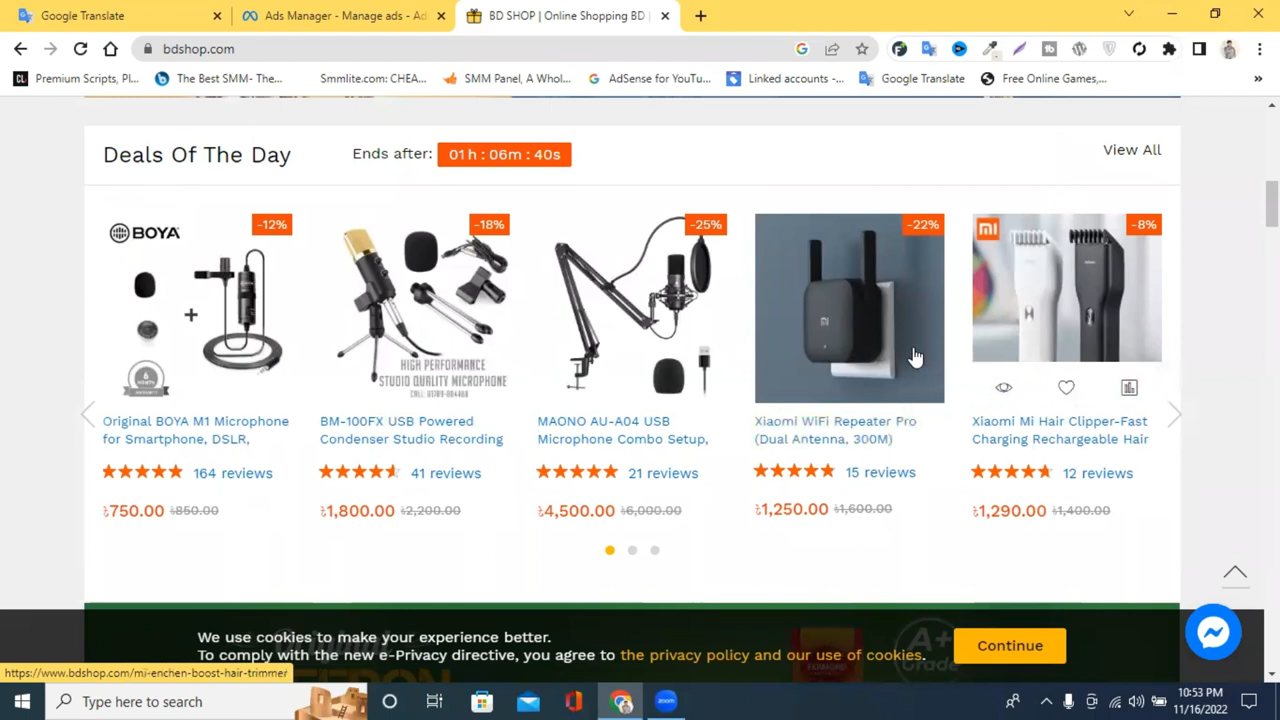 Google Translate
Ads Manager - Manage ads - Ad
BD SHOP | Online Shopping BD |
bdshop.com
CL Premium Scripts, Pl...
The Best SMM- The...
Smmlite.com: CHEA...
SMM Panel, A Whol...
AdSense for YouTu...
Linked accounts -...
Google Translate
Free Online Games,...
Deals Of The Day
Ends after: 01h : 06m : 40s
View All
BOYA
-12%
-18%
-25%
-22%
-8%
HIGH PERFORMANCE
STUDIO QUALITY MICROPHONE
Original BOYA M1 Microphone
for Smartphone, DSLR,
164 reviews
৳750.00 ৳850.00
BM-100FX USB Powered
Condenser Studio Recording
41 reviews
৳1,800.00 ৳2,200.00
MAONO AU-A04 USB
Microphone Combo Setup,
21 reviews
৳4,500.00 ৳6,000.00
Xiaomi WiFi Repeater Pro
(Dual Antenna, 300M)
15 reviews
৳1,250.00 ৳1,600.00
Xiaomi Mi Hair Clipper-Fast
Charging Rechargeable Hair
12 reviews
৳1,290.00 ৳1,400.00
We use cookies to make your experience better.
To comply with the new e-Privacy directive, you agree to the privacy policy and our use of cookies.
Continue
https://www.bdshop.com/mi-enchen-boost-hair-trimmer
Type here to search
10:53 PM
11/16/2022